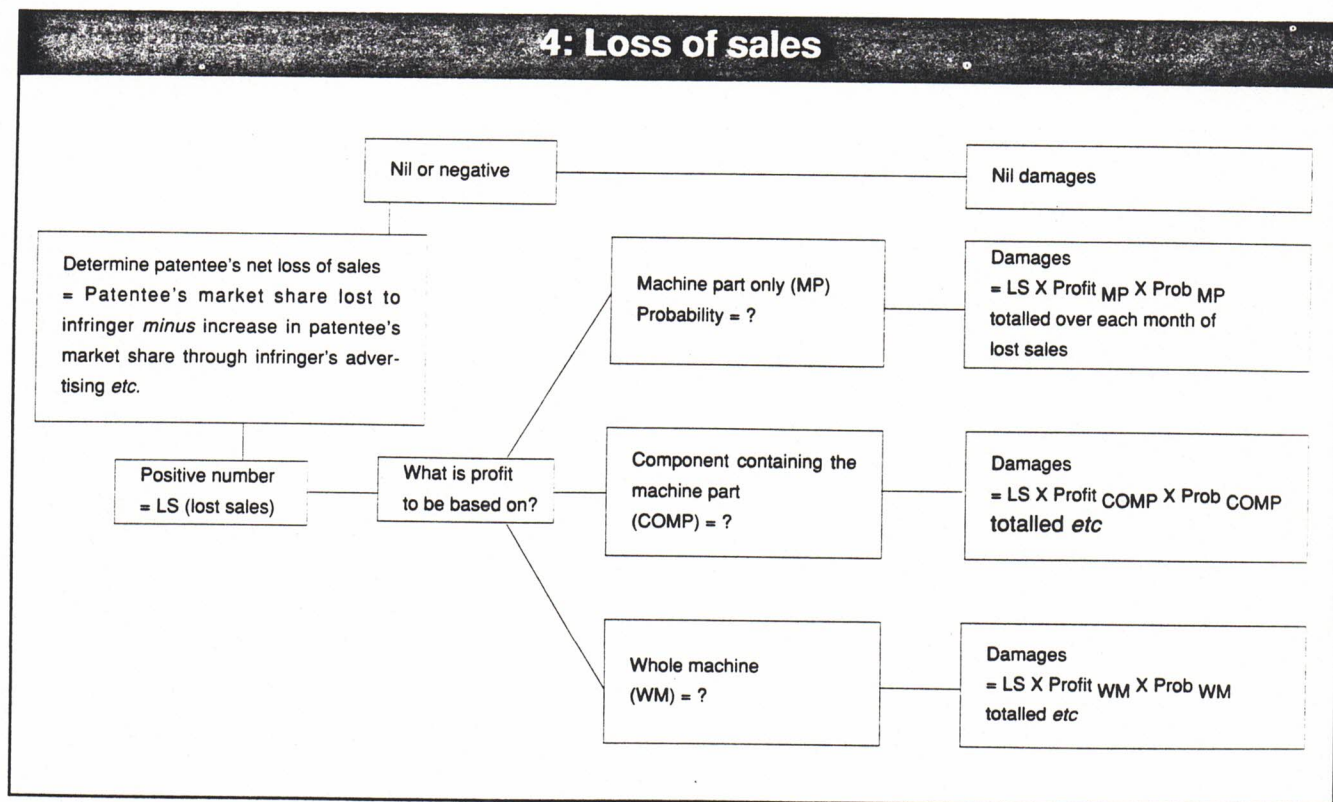 4: Loss of sales
Nil or negative
Nil damages
Determine patentee's net loss of sales
= Patentee's market share lost to
infringer minus increase in patentee's
market share through infringer's adver-
tising etc.
Positive number
= LS (lost sales)
What is profit
to be based on?
Machine part only (MP)
Probability = ?
Damages
= LS X Profit MP X Prob MP
totalled over each month of
lost sales
Component containing the
machine part
(COMP) = ?
Damages
= LS X Profit COMP X Prob COMP
totalled etc
Whole machine
(WM) = ?
Damages
= LS X Profit WM X Prob WM
totalled etc